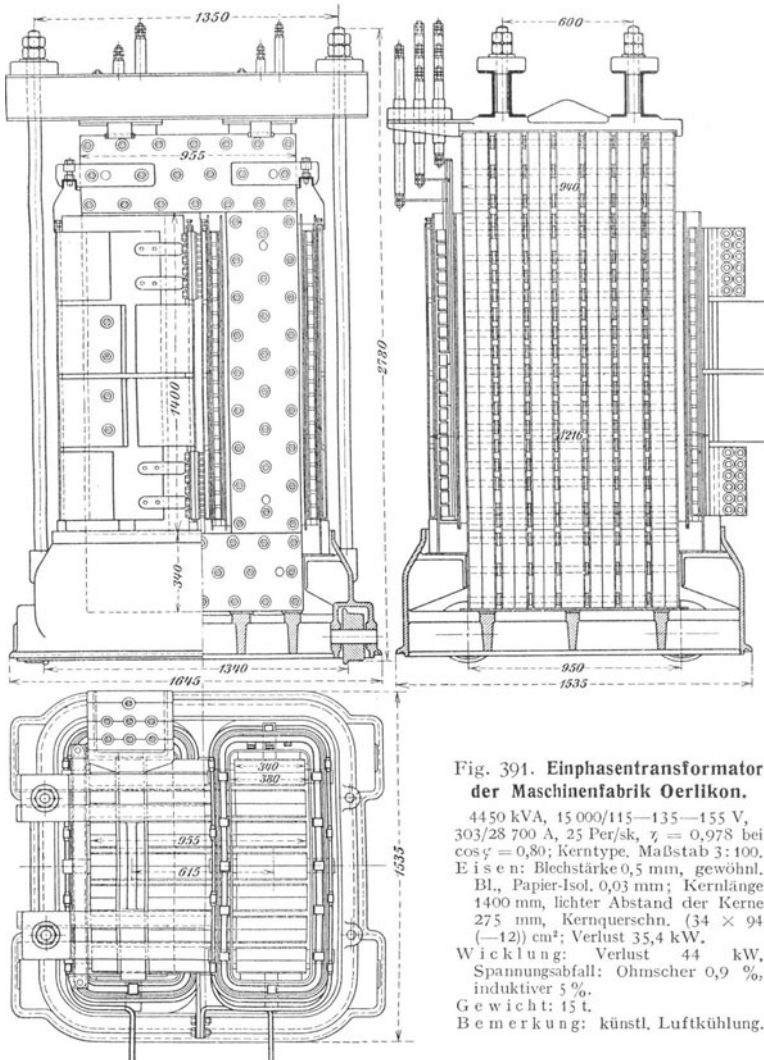 1350
955
1400
2780
340
1340
1645
600
940
1216
950
1535
340
380
955
615
1535
Fig. 391. Einphasentransformator
der Maschinenfabrik Oerlikon.
4450 kVA, 15 000/115—135—155 V,
303/28 700 A, 25 Per/sk, η = 0,978 bei
cos φ = 0,80; Kerntype. Maßstab 3 : 100.
Eisen: Blechstärke 0,5 mm, gewöhnl.
Bl., Papier-Isol. 0,03 mm; Kernlänge
1400 mm, lichter Abstand der Kerne
275 mm, Kernquerschn. (34 × 94
(—12)) cm²; Verlust 35,4 kW.
Wicklung: Verlust 44 kW,
Spannungsabfall: Ohmscher 0,9 %,
induktiver 5 %.
Gewicht: 15 t.
Bemerkung: künstl. Luftkühlung.